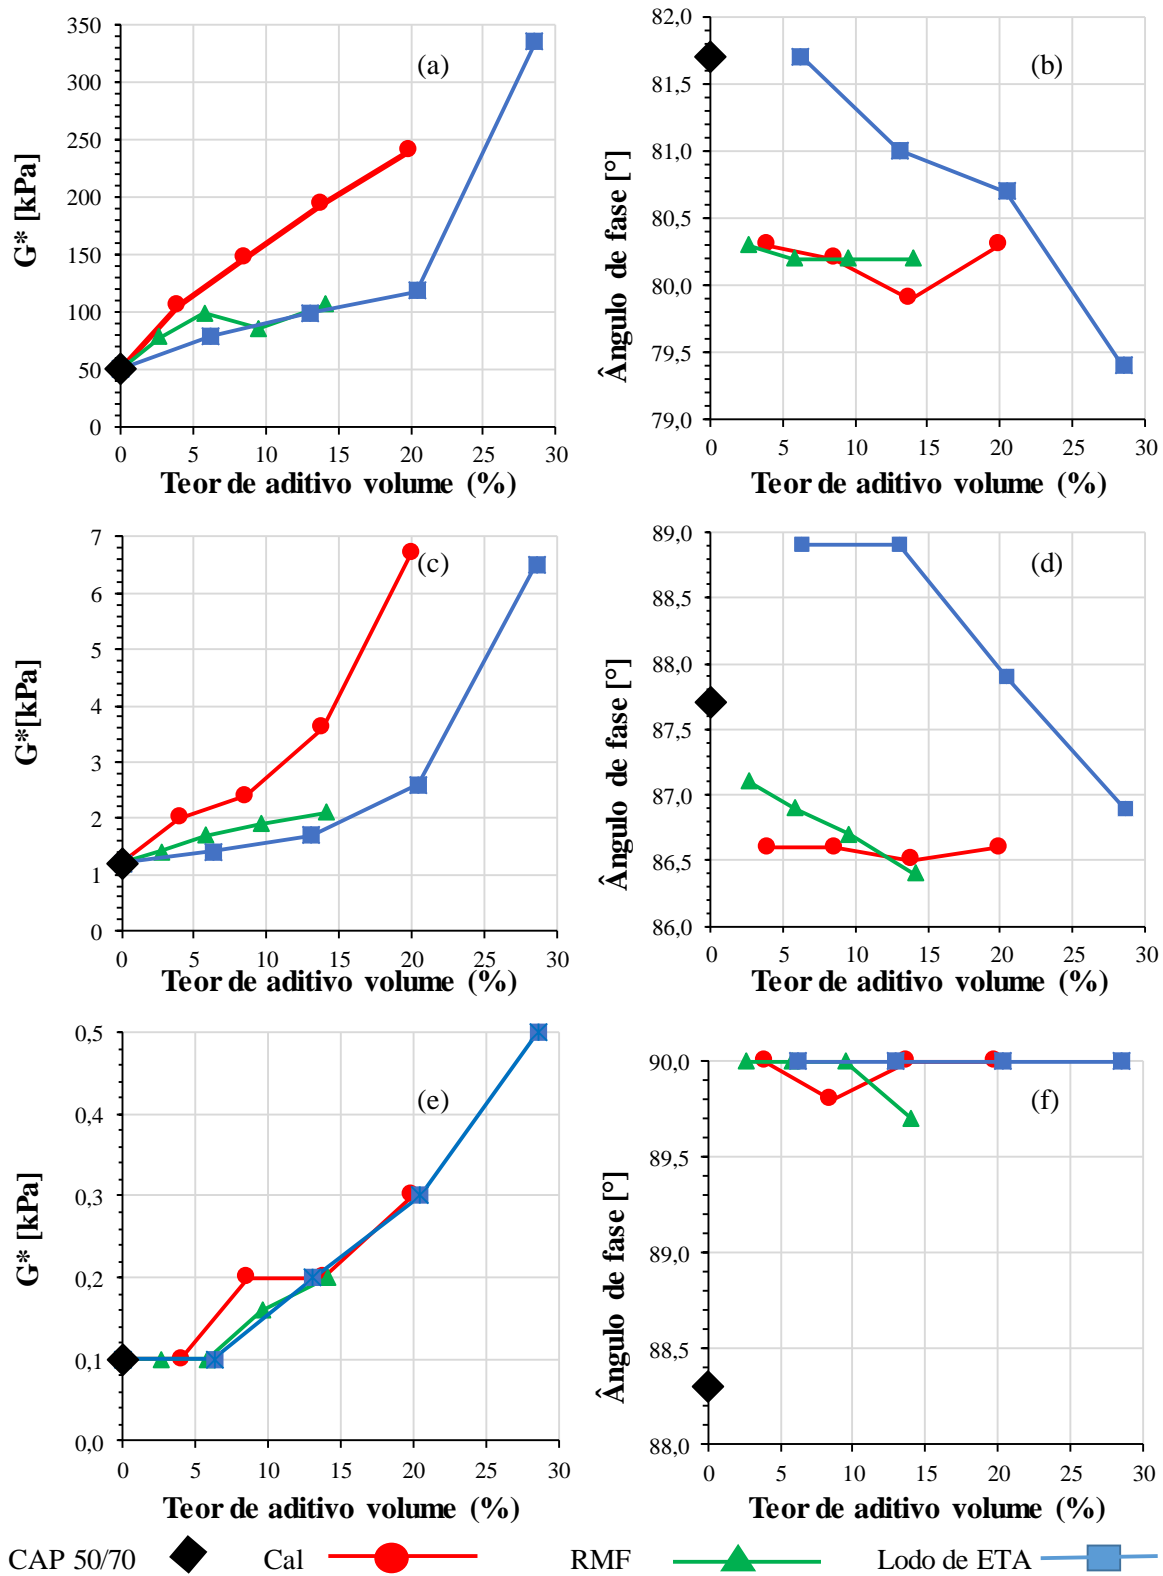 350
300
250
200
150
100
50
0
G* [kPa]
(a)
0 5 10 15 20 25 30
Teor de aditivo volume (%)
82,0
81,5
81,0
80,5
80,0
79,5
79,0
Ângulo de fase [°]
(b)
0 5 10 15 20 25 30
Teor de aditivo volume (%)
7
6
5
4
3
2
1
0
G*[kPa]
(c)
0 5 10 15 20 25 30
Teor de aditivo volume (%)
89,0
88,5
88,0
87,5
87,0
86,5
86,0
Ângulo de fase [°]
(d)
0 5 10 15 20 25 30
Teor de aditivo volume (%)
0,5
0,4
0,3
0,2
0,1
0,0
G* [kPa]
(e)
0 5 10 15 20 25 30
Teor de aditivo volume (%)
90,0
89,5
89,0
88,5
88,0
Ângulo de fase [°]
(f)
0 5 10 15 20 25 30
Teor de aditivo volume (%)
CAP 50/70 Cal RMF Lodo de ETA